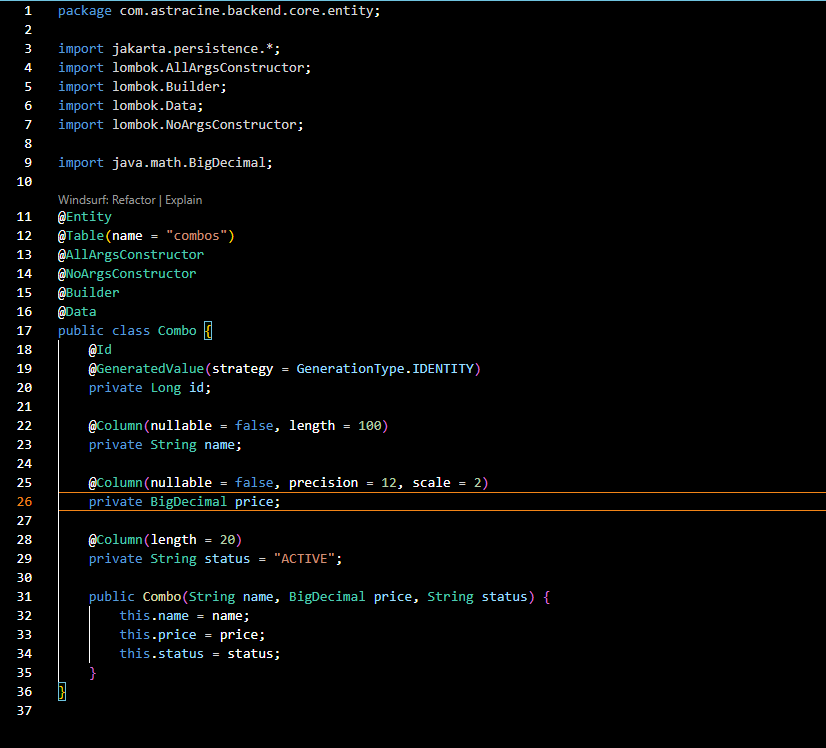 1 package com.astracine.backend.core.entity;
2
3 import jakarta.persistence.*;
4 import lombok.AllArgsConstructor;
5 import lombok.Builder;
6 import lombok.Data;
7 import lombok.NoArgsConstructor;
8
9 import java.math.BigDecimal;
10
Windsurf: Refactor | Explain
11 @Entity
12 @Table(name = "combos")
13 @AllArgsConstructor
14 @NoArgsConstructor
15 @Builder
16 @Data
17 public class Combo {
18     @Id
19     @GeneratedValue(strategy = GenerationType.IDENTITY)
20     private Long id;
21
22     @Column(nullable = false, length = 100)
23     private String name;
24
25     @Column(nullable = false, precision = 12, scale = 2)
26     private BigDecimal price;
27
28     @Column(length = 20)
29     private String status = "ACTIVE";
30
31     public Combo(String name, BigDecimal price, String status) {
32         this.name = name;
33         this.price = price;
34         this.status = status;
35     }
36 }
37